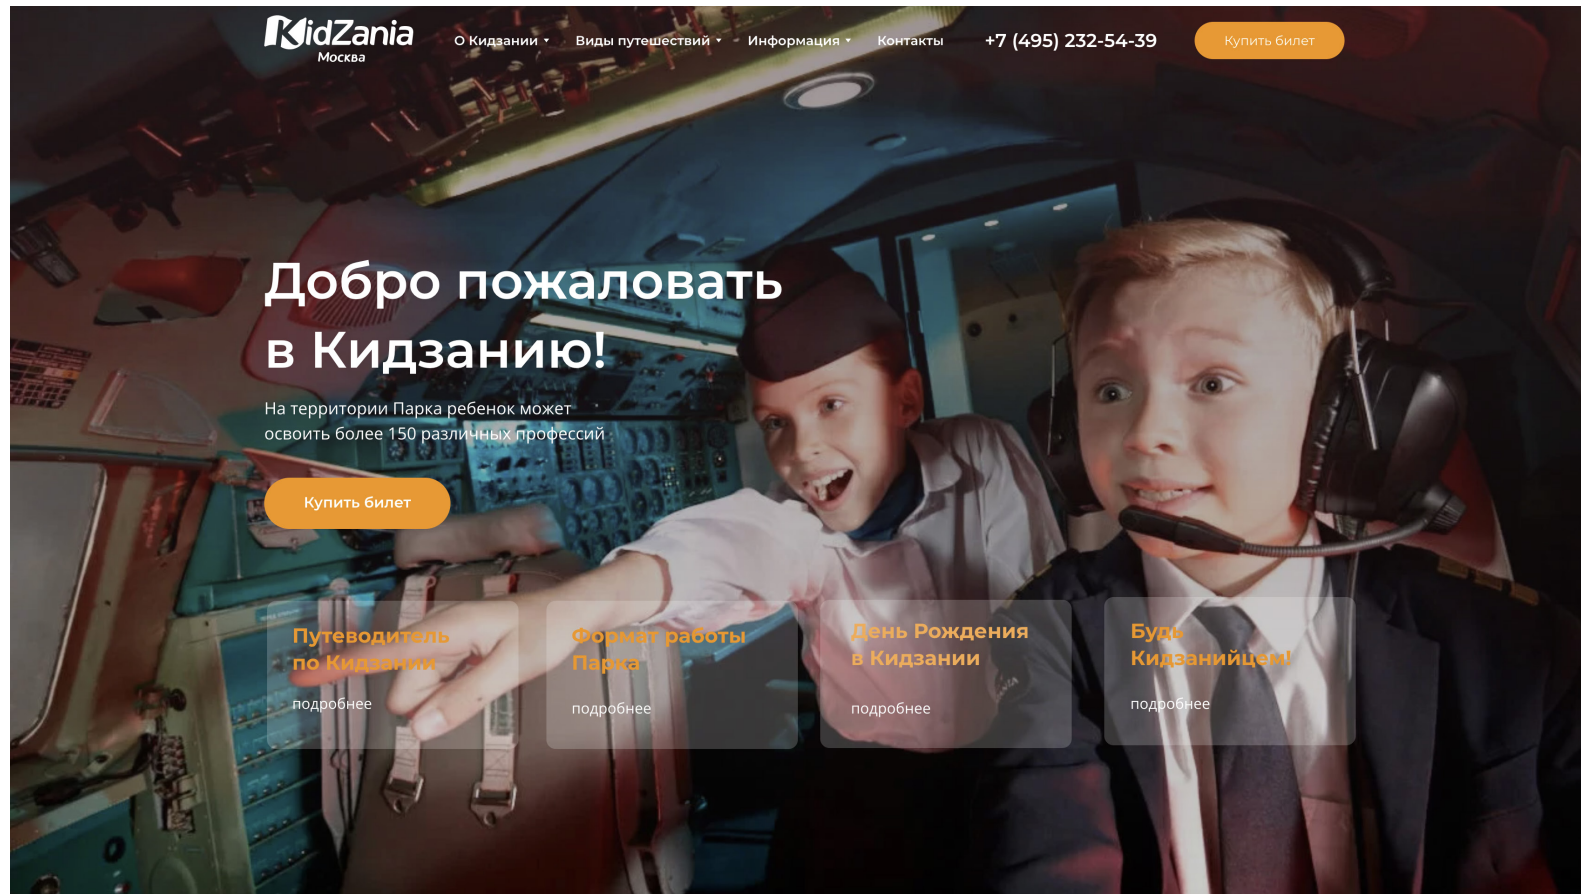 KidZania
Москва
О Кидзании
Виды путешествий
Информация
Контакты
+7 (495) 232-54-39
Купить билет
Добро пожаловать
в Кидзанию!
На территории Парка ребенок может
освоить более 150 различных профессий
Купить билет
Путеводитель
по Кидзании
подробнее
Формат работы
Парка
подробнее
День Рождения
в Кидзании
подробнее
Будь
Кидзанийцем!
подробнее